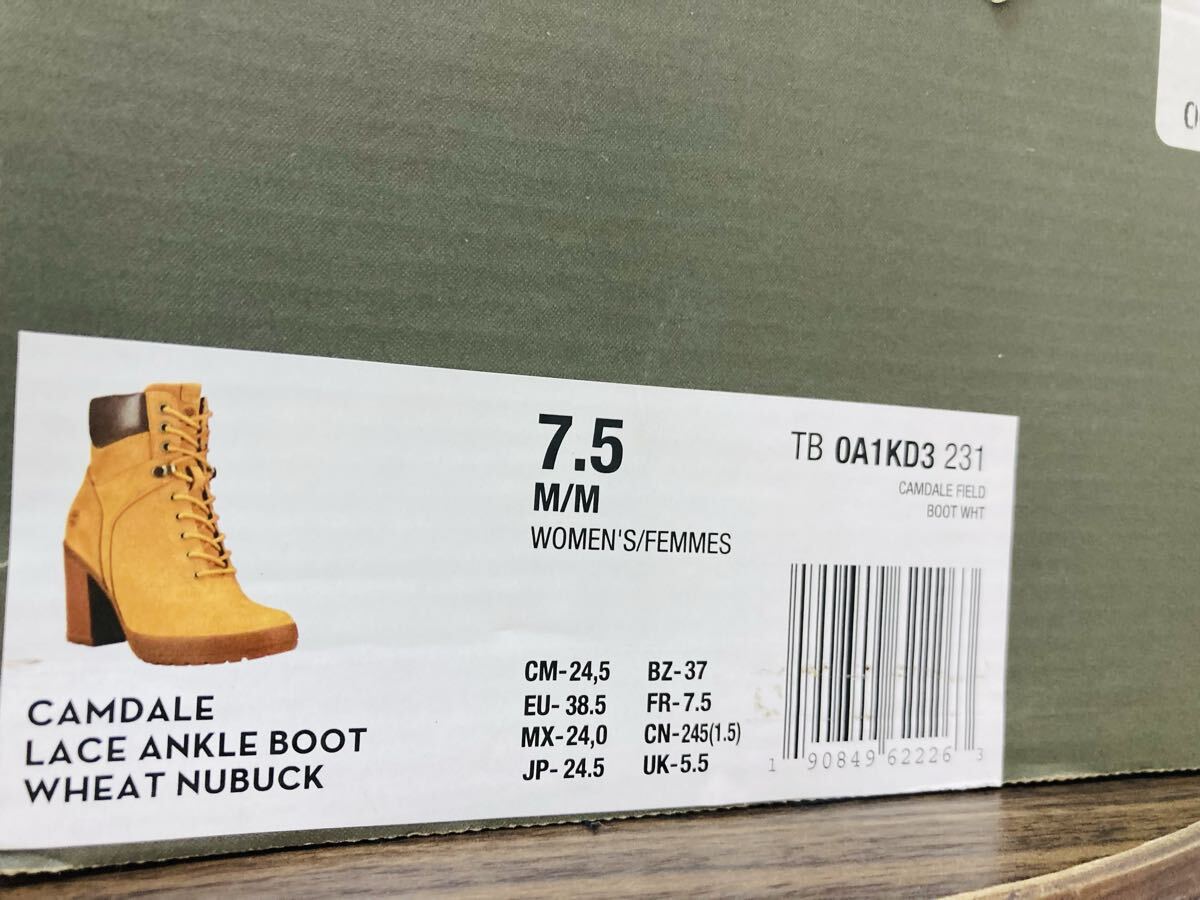 CAMDALE
LACE ANKLE BOOT
WHEAT NUBUCK
7.5
M/M
WOMEN'S/FEMMES
CM-24,5 BZ-37
EU-38.5 FR-7.5
MX-24,0 CN-245(1.5)
JP-24.5 UK-5.5
TB 0A1KD3 231
CAMDALE FIELD
BOOT WHT
1 90849 62226 3